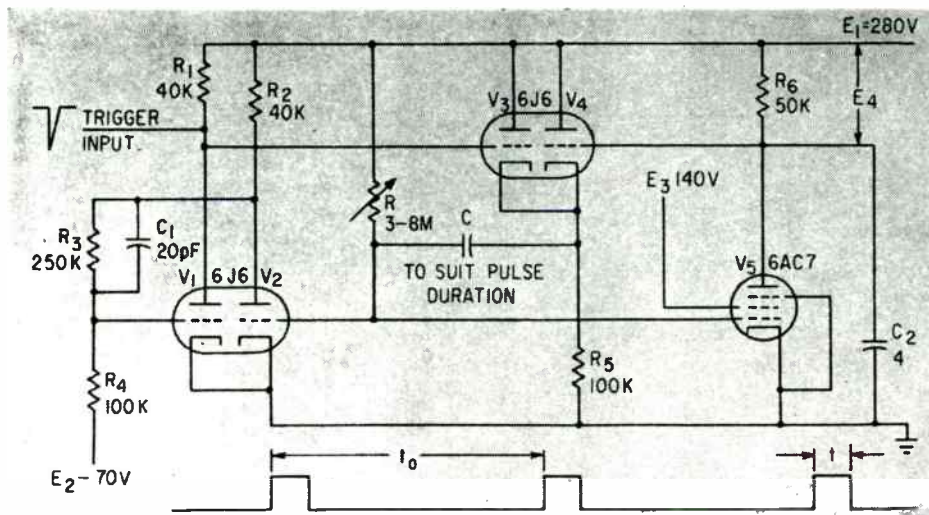 E1=280V
R1
40K
R2
40K
V3 6J6 V4
R6
50K
E4
TRIGGER
INPUT.
E3 140V
R
3-8M
C
R3
250K
C1
20pF
TO SUIT PULSE
DURATION
V1 6J6 V2
V5 6AC7
C2
4
R4
100K
R5
100K
E2-70V
to
t